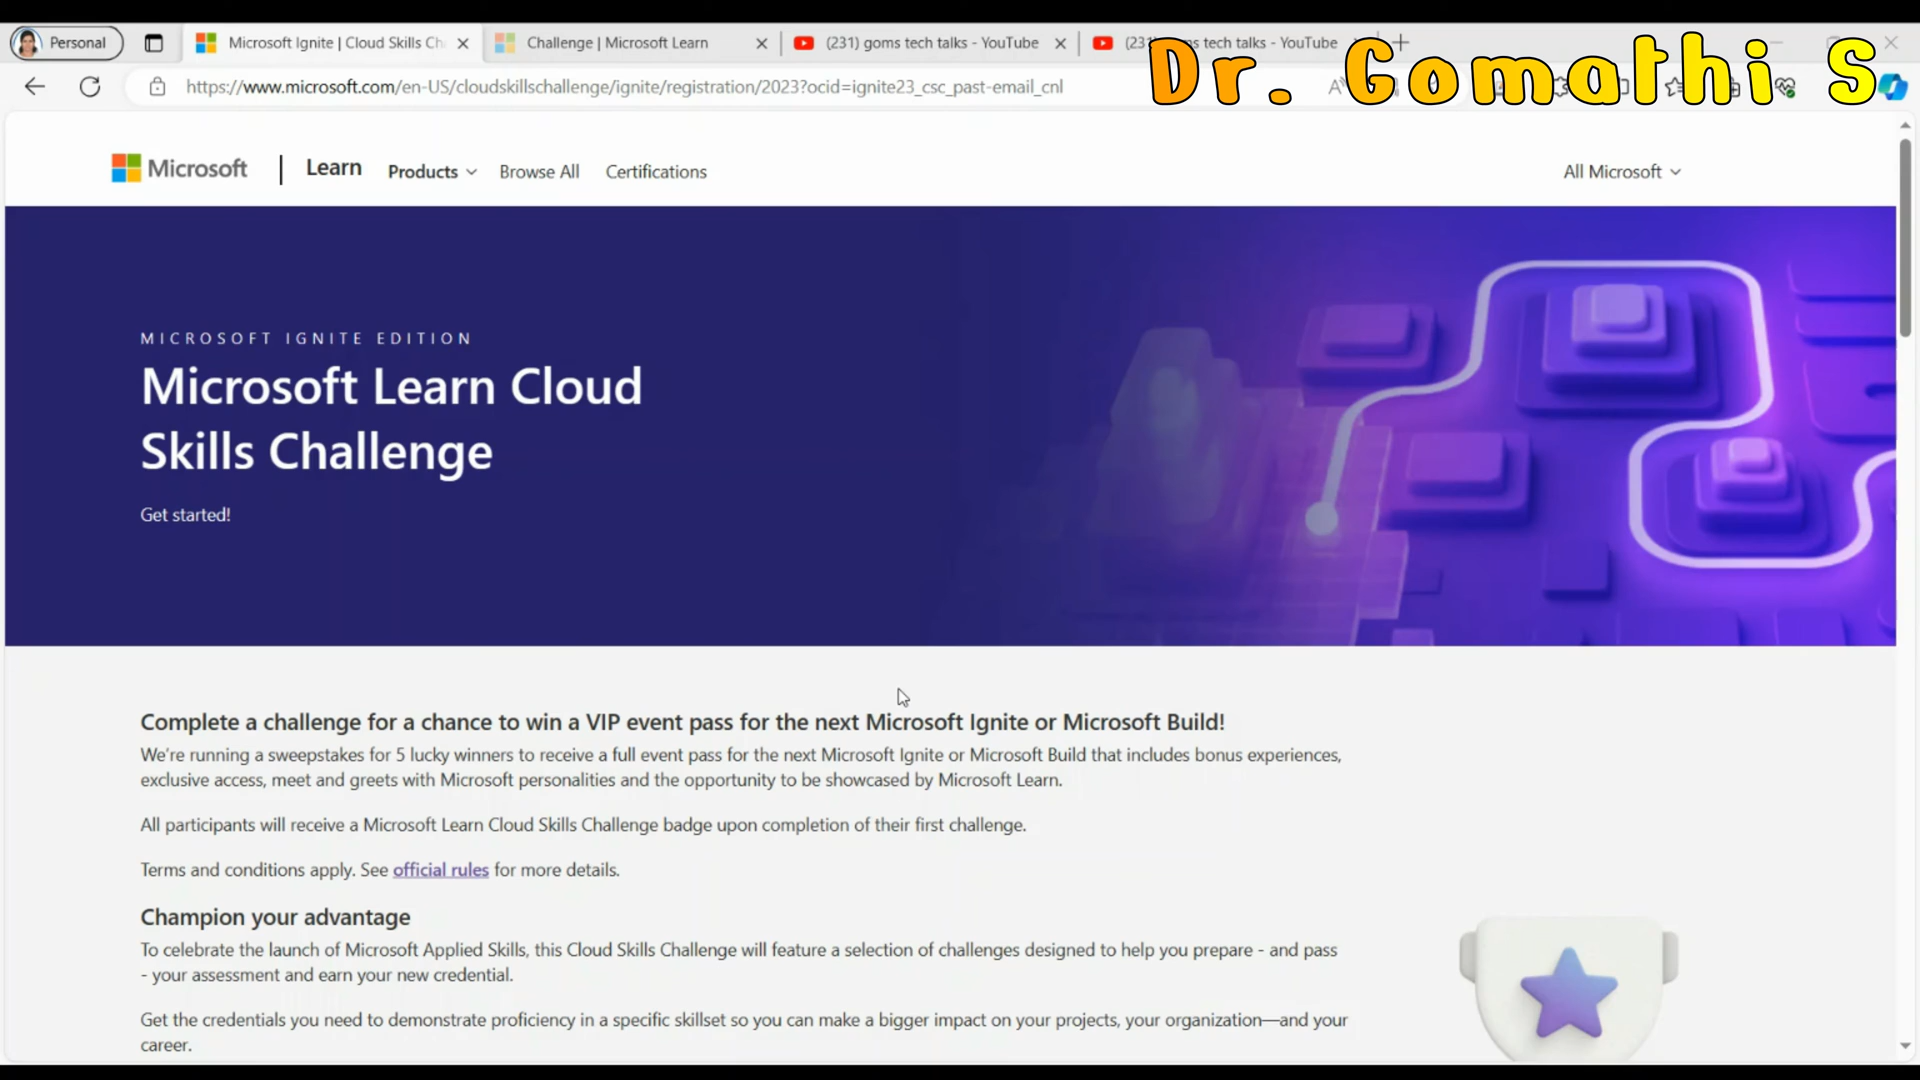 Personal
Microsoft Ignite | Cloud Skills Ch
Challenge | Microsoft Learn
(231) goms tech talks - YouTube
goms tech talks - YouTube
Dr. Gomathi S
https://www.microsoft.com/en-US/cloudskillschallenge/ignite/registration/2023?ocid=ignite23_csc_past-email_cnl
Microsoft | Learn Products Browse All Certifications All Microsoft
MICROSOFT IGNITE EDITION
Microsoft Learn Cloud
Skills Challenge
Get started!
Complete a challenge for a chance to win a VIP event pass for the next Microsoft Ignite or Microsoft Build!
We're running a sweepstakes for 5 lucky winners to receive a full event pass for the next Microsoft Ignite or Microsoft Build that includes bonus experiences,
exclusive access, meet and greets with Microsoft personalities and the opportunity to be showcased by Microsoft Learn.
All participants will receive a Microsoft Learn Cloud Skills Challenge badge upon completion of their first challenge.
Terms and conditions apply. See official rules for more details.
Champion your advantage
To celebrate the launch of Microsoft Applied Skills, this Cloud Skills Challenge will feature a selection of challenges designed to help you prepare - and pass
- your assessment and earn your new credential.
Get the credentials you need to demonstrate proficiency in a specific skillset so you can make a bigger impact on your projects, your organization—and your
career.